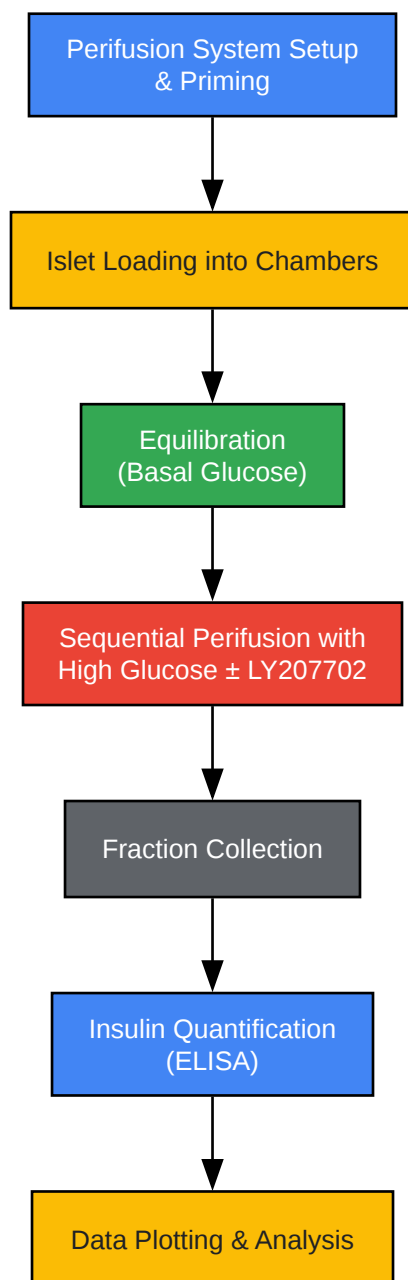 Perifusion System Setup
& Priming
Islet Loading into Chambers
Equilibration
(Basal Glucose)
Sequential Perifusion with
High Glucose ± LY207702
Fraction Collection
Insulin Quantification
(ELISA)
Data Plotting & Analysis